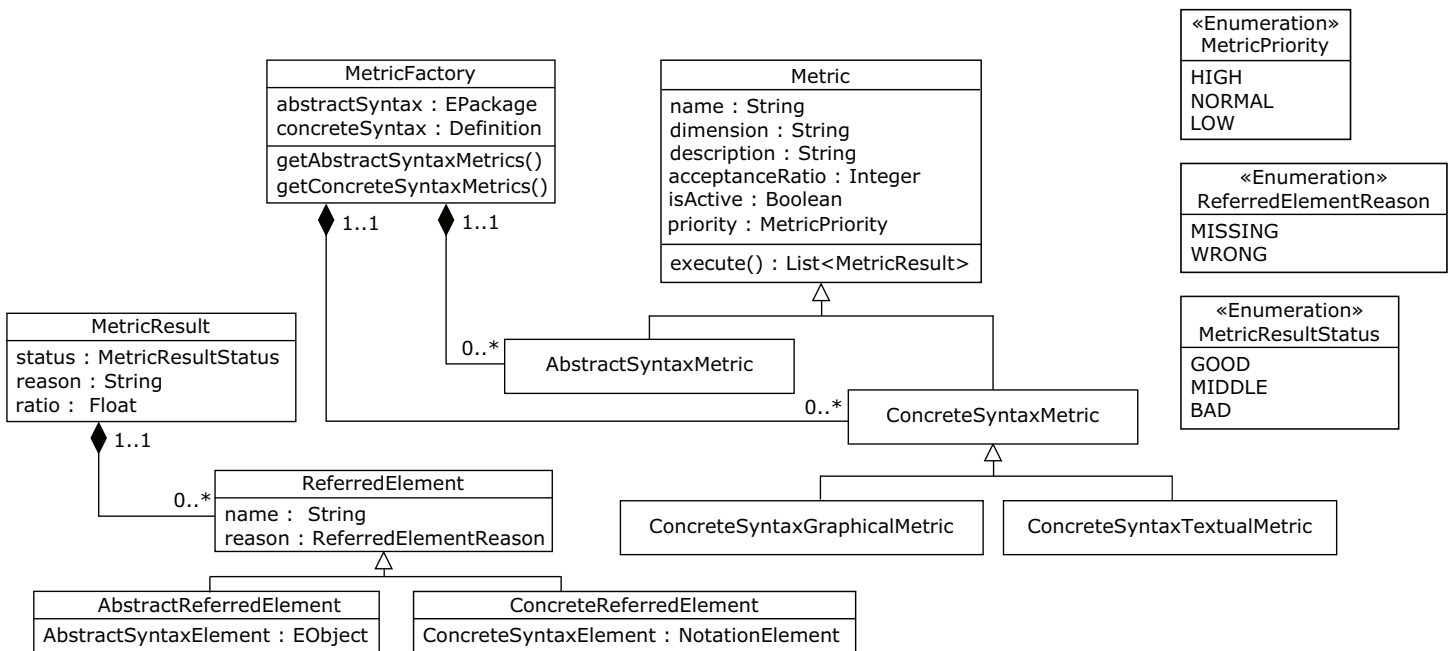 MetricFactory
abstractSyntax : EPackage
concreteSyntax : Definition
getAbstractSyntaxMetrics()
getConcreteSyntaxMetrics()
1..1
1..1
Metric
name : String
dimension : String
description : String
acceptanceRatio : Integer
isActive : Boolean
priority : MetricPriority
execute() : List<MetricResult>
«Enumeration»
MetricPriority
HIGH
NORMAL
LOW
«Enumeration»
ReferredElementReason
MISSING
WRONG
«Enumeration»
MetricResultStatus
GOOD
MIDDLE
BAD
MetricResult
status : MetricResultStatus
reason : String
ratio : Float
1..1
0..*
AbstractSyntaxMetric
0..*
ConcreteSyntaxMetric
0..*
ReferredElement
name : String
reason : ReferredElementReason
ConcreteSyntaxGraphicalMetric
ConcreteSyntaxTextualMetric
AbstractReferredElement
AbstractSyntaxElement : EObject
ConcreteReferredElement
ConcreteSyntaxElement : NotationElement